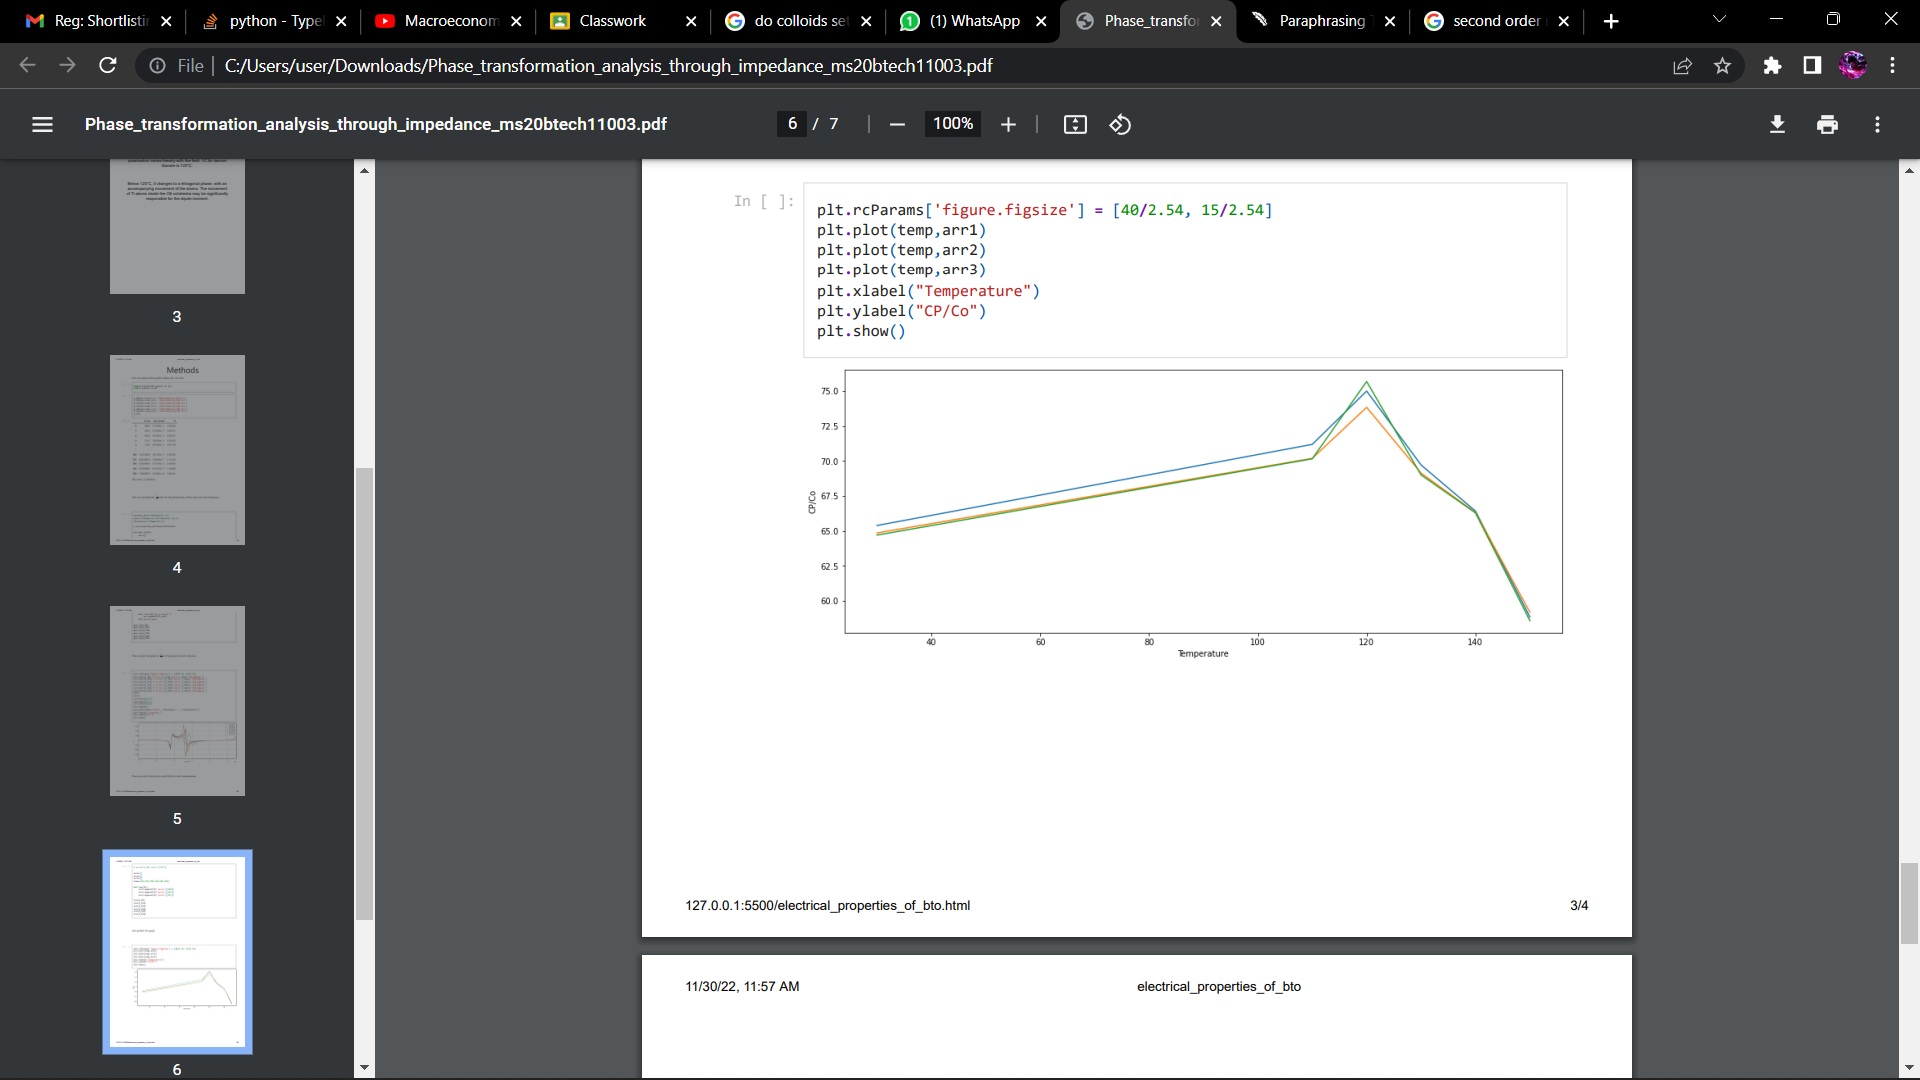 Reg: Shortlisti
python - Type
Macroeconom
Classwork
do colloids set
(1) WhatsApp
Phase_transfo
Paraphrasing
second order
File
C:/Users/user/Downloads/Phase_transformation_analysis_through_impedance_ms20btech11003.pdf
Phase_transformation_analysis_through_impedance_ms20btech11003.pdf
6 / 7
100%
3
Methods
4
5
6
In [ ]:
plt.rcParams['figure.figsize'] = [40/2.54, 15/2.54]
plt.plot(temp,arr1)
plt.plot(temp,arr2)
plt.plot(temp,arr3)
plt.xlabel("Temperature")
plt.ylabel("CP/Co")
plt.show()
75.0
72.5
70.0
67.5
65.0
62.5
60.0
CP/Co
40 60 80 100 120 140
Temperature
127.0.0.1:5500/electrical_properties_of_bto.html
3/4
11/30/22, 11:57 AM
electrical_properties_of_bto